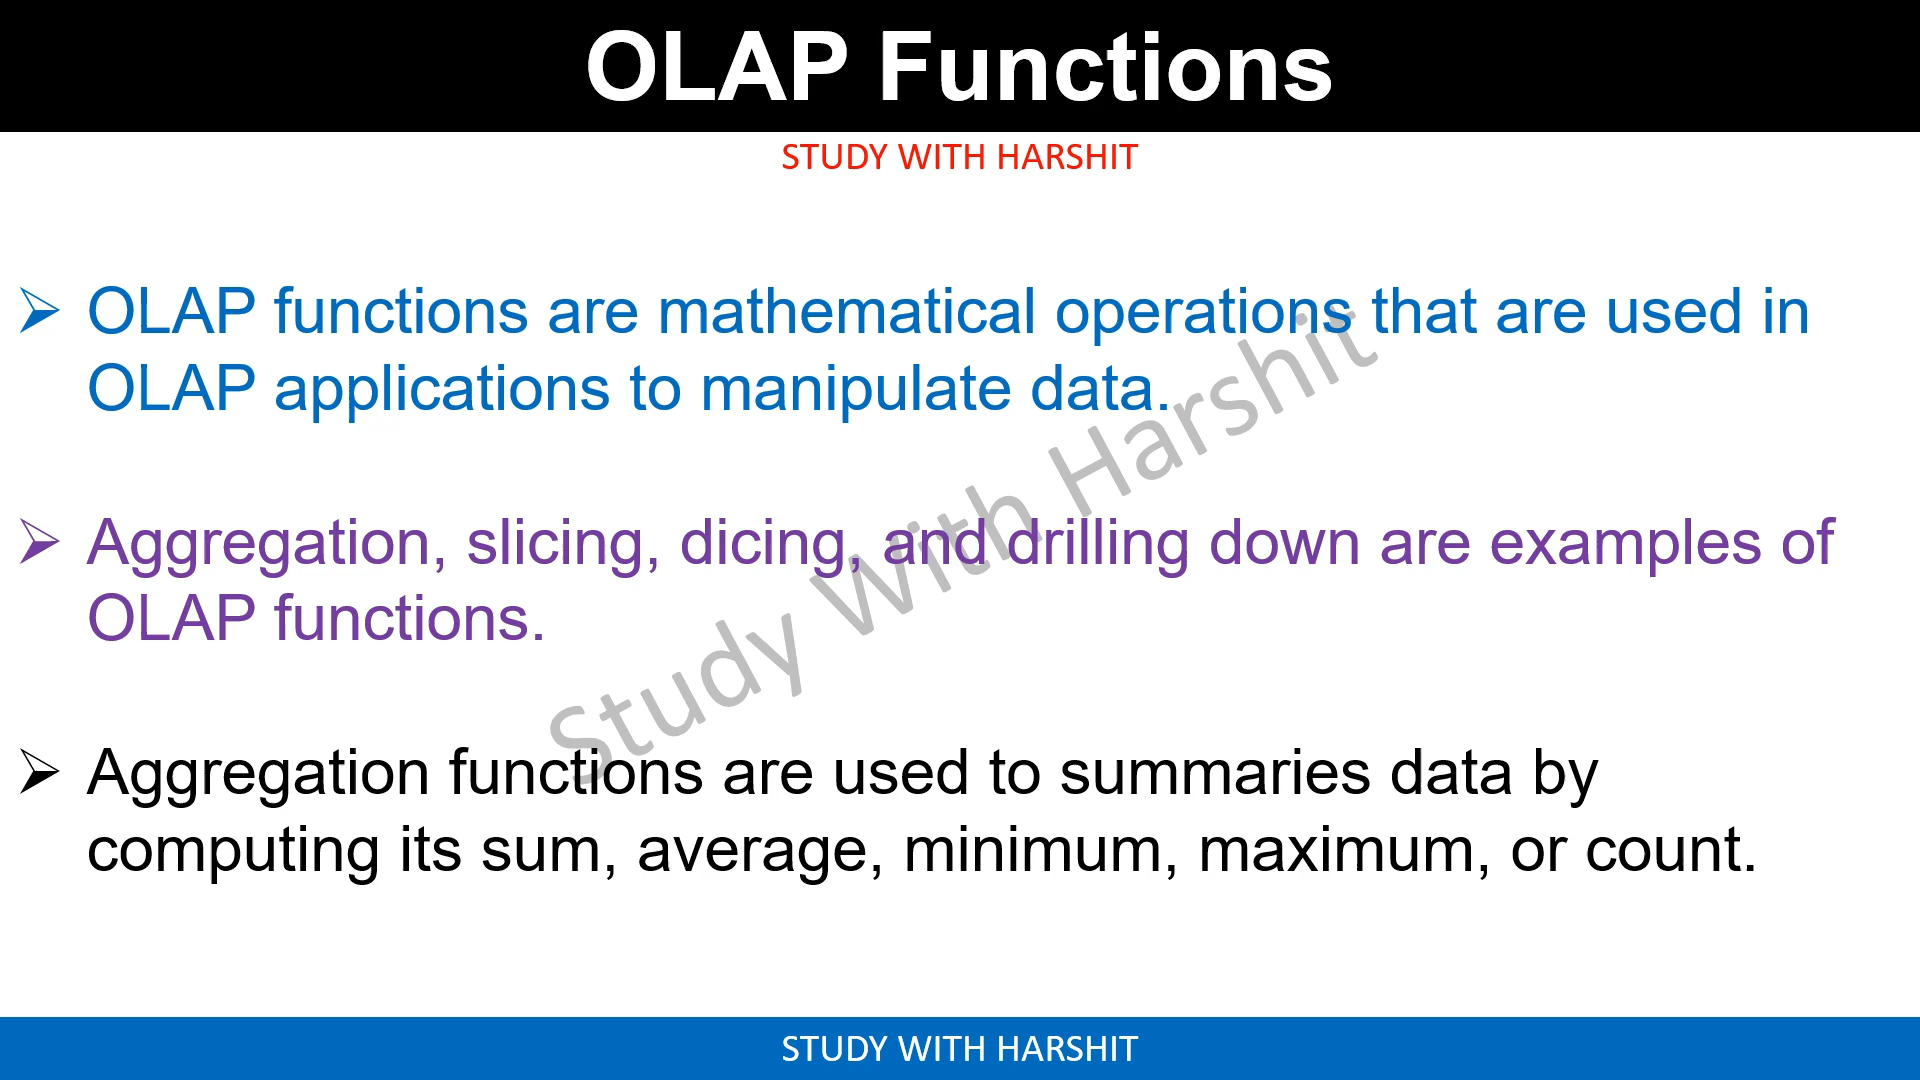 OLAP Functions
STUDY WITH HARSHIT
➢ OLAP functions are mathematical operations that are used in
OLAP applications to manipulate data.
➢ Aggregation, slicing, dicing, and drilling down are examples of
OLAP functions.
➢ Aggregation functions are used to summaries data by
computing its sum, average, minimum, maximum, or count.
Study With Harshit
STUDY WITH HARSHIT